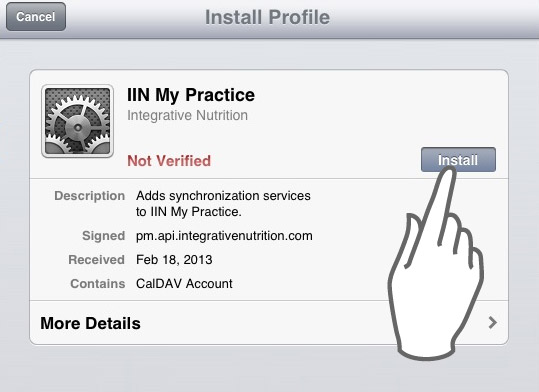 Cancel
Install Profile
IIN My Practice
Integrative Nutrition
Not Verified
Install
Description Adds synchronization services
to IIN My Practice.
Signed pm.api.integrativenutrition.com
Received Feb 18, 2013
Contains CalDAV Account
More Details